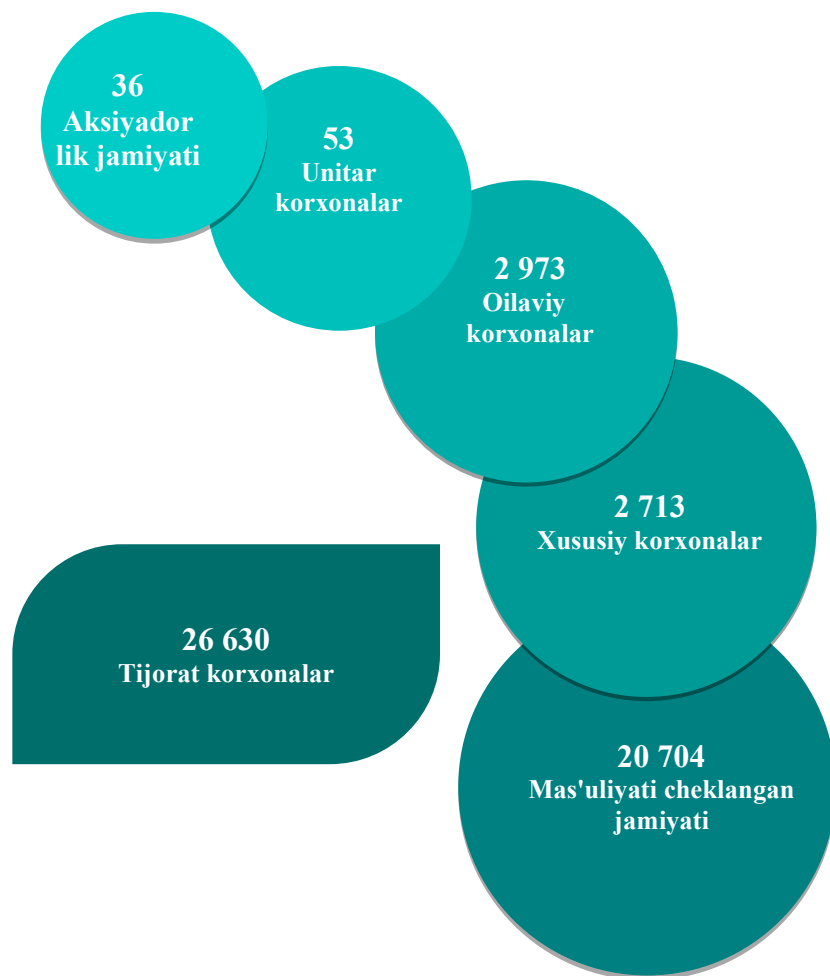 36
Aksiyador
lik jamiyati
53
Unitar
korxonalar
2 973
Oilaviy
korxonalar
2 713
Xususiy korxonalar
26 630
Tijorat korxonalar
20 704
Mas'uliyati cheklangan
jamiyati